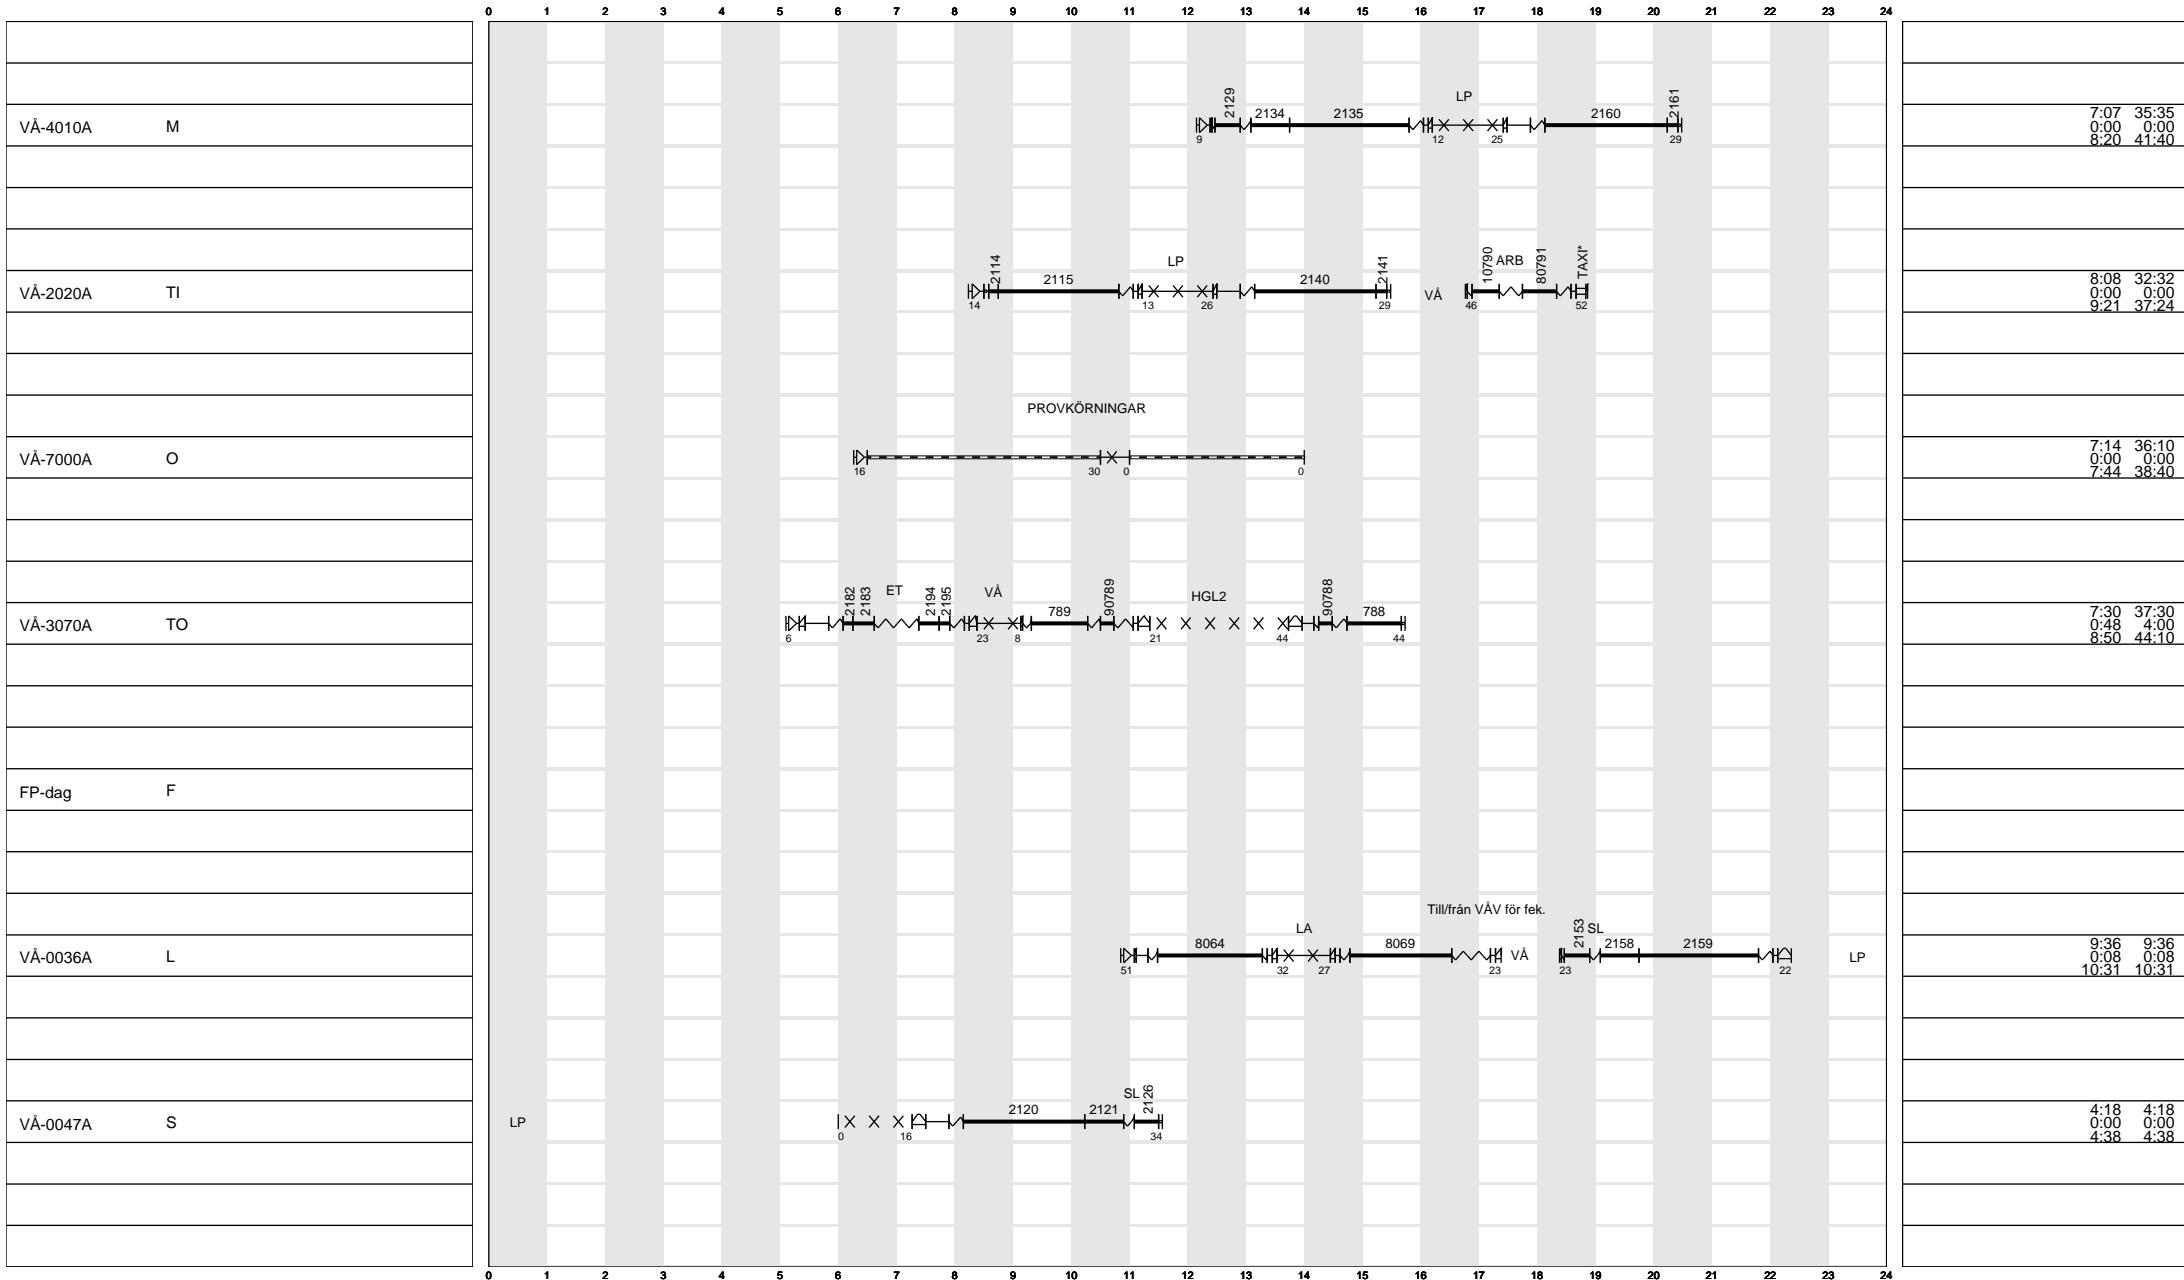 0 1 2 3 4 5 6 7 8 9 10 11 12 13 14 15 16 17 18 19 20 21 22 23 24
LP
2129 2134 2135 2160 2161
VÅ-4010A M
9 12 25 29
7:07 35:35
0:00 0:00
8:20 41:40
LP ARB
2114 2115 2140 2141 10790 80791 TAXI*
VÅ-2020A TI
VÅ
14 13 26 29 46 52
8:08 32:32
0:00 0:00
9:21 37:24
PROVKÖRNINGAR
VÅ-7000A O
16 30 0 0
7:14 36:10
0:00 0:00
7:44 38:40
ET VÅ HGL2
2182 2183 2194 2195 789 90789 90788 788
VÅ-3070A TO
6 23 8 21 44 44
7:30 37:30
0:48 4:00
8:50 44:10
FP-dag F
Till/från VÅV för fek.
LA SL
8064 8069 2153 2158 2159
VÅ-0036A L
VÅ LP
51 32 27 23 23 22
9:36 9:36
0:08 0:08
10:31 10:31
SL
2120 2121 2126
VÅ-0047A S
LP
0 16 34
4:18 4:18
0:00 0:00
4:38 4:38
0 1 2 3 4 5 6 7 8 9 10 11 12 13 14 15 16 17 18 19 20 21 22 23 24